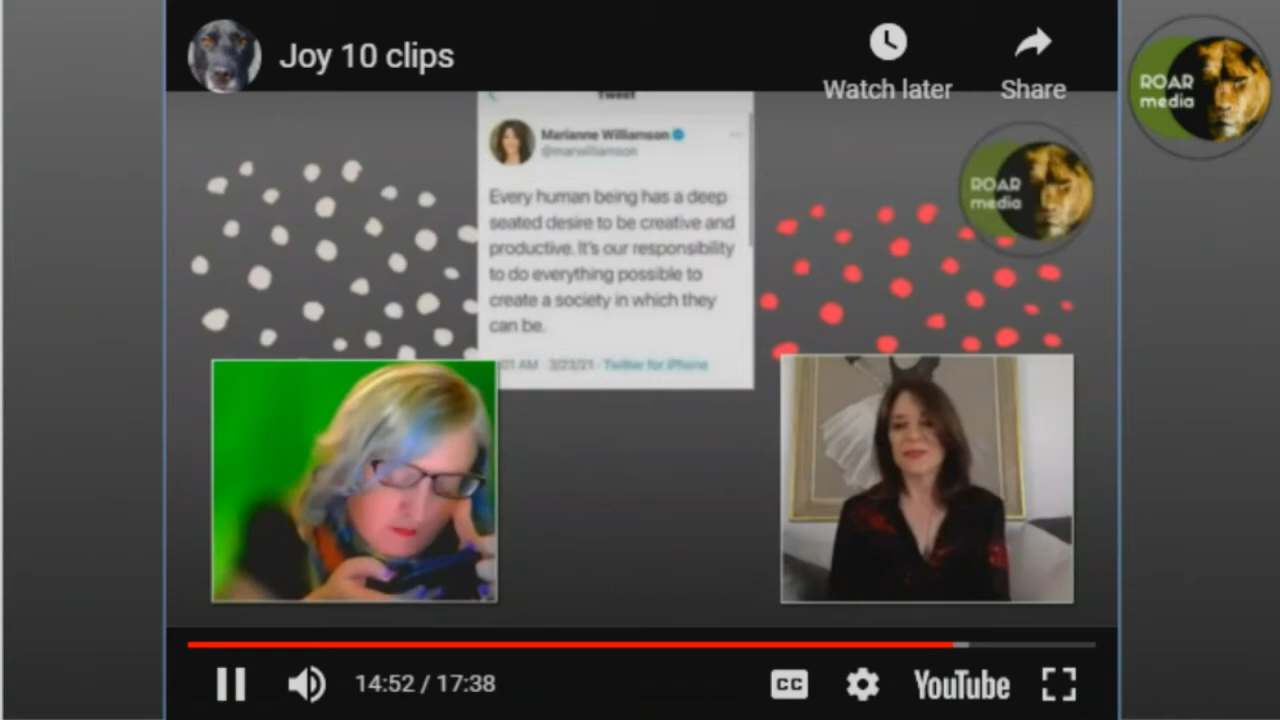 Joy 10 clips
Watch later
Share
ROAR
media
Tweet
Marianne Williamson
@marwilliamson
ROAR
media
Every human being has a deep
seated desire to be creative and
productive. It's our responsibility
to do everything possible to
create a society in which they
can be.
:01 AM · 3/23/21 · Twitter for iPhone
14:52 / 17:38
CC
YouTube